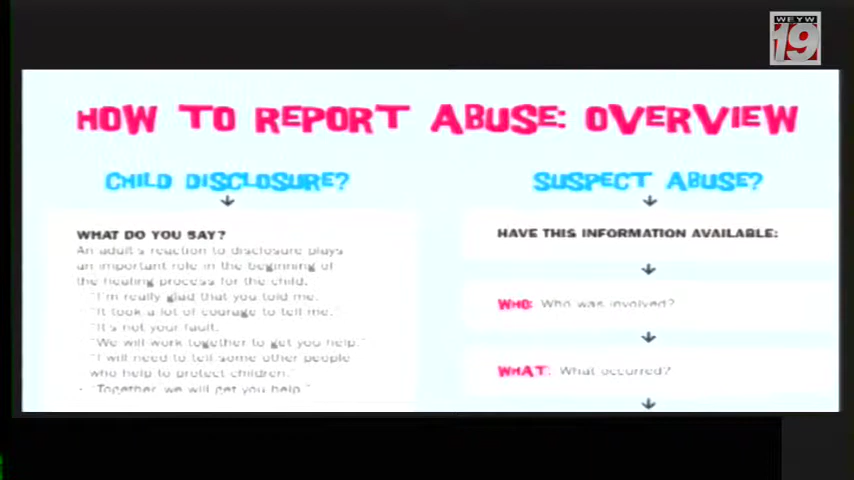 WEYW
19
HOW TO REPORT ABUSE: OVERVIEW
CHILD DISCLOSURE?
WHAT DO YOU SAY?
An adult's reaction to disclosure plays
an important role in the beginning of
the healing process for the child.
"I'm really glad that you told me.
"It took a lot of courage to tell me."
"It's not your fault.
"We will work together to get you help."
"I will need to tell some other people
who help to protect children."
- "Together we will get you help."
SUSPECT ABUSE?
HAVE THIS INFORMATION AVAILABLE:
WHO: Who was involved?
WHAT: What occurred?